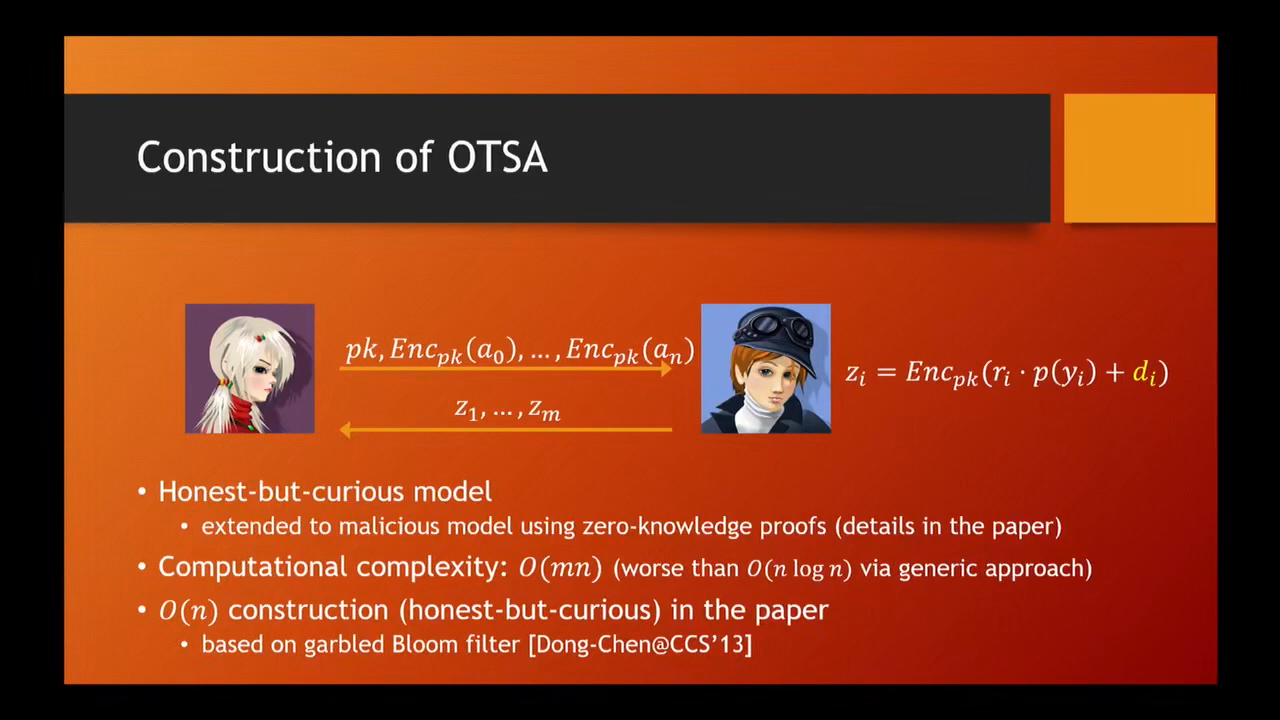 Construction of OTSA
pk, Enc_pk(a_0), …, Enc_pk(a_n)
z_i = Enc_pk(r_i · p(y_i) + d_i)
z_1, …, z_m
• Honest-but-curious model
• extended to malicious model using zero-knowledge proofs (details in the paper)
• Computational complexity: O(mn) (worse than O(n log n) via generic approach)
• O(n) construction (honest-but-curious) in the paper
• based on garbled Bloom filter [Dong-Chen@CCS’13]